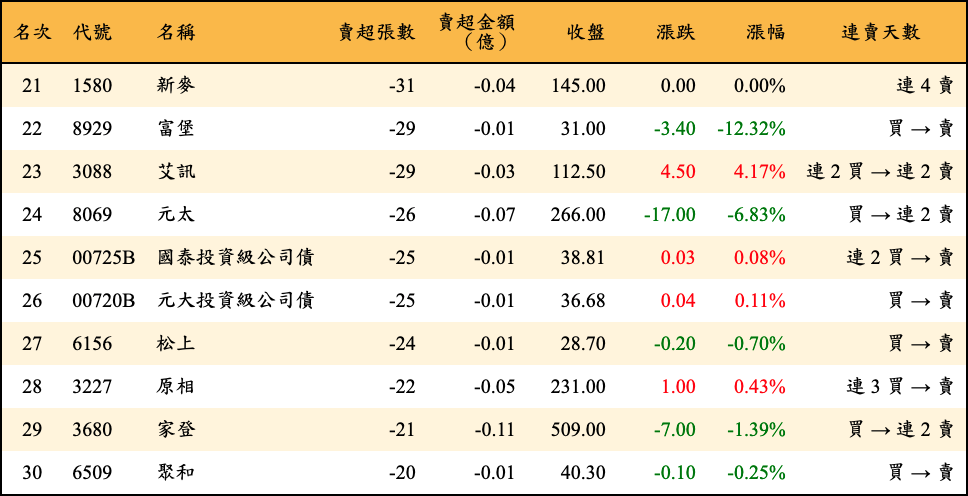 名次 代號 名稱 賣超張數 賣超金額（億） 收盤 漲跌 漲幅 連賣天數
21 1580 新麥 -31 -0.04 145.00 0.00 0.00% 連 4 賣
22 8929 富堡 -29 -0.01 31.00 -3.40 -12.32% 買 → 賣
23 3088 艾訊 -29 -0.03 112.50 4.50 4.17% 連 2 買 → 連 2 賣
24 8069 元太 -26 -0.07 266.00 -17.00 -6.83% 買 → 連 2 賣
25 00725B 國泰投資級公司債 -25 -0.01 38.81 0.03 0.08% 連 2 買 → 賣
26 00720B 元大投資級公司債 -25 -0.01 36.68 0.04 0.11% 買 → 賣
27 6156 松上 -24 -0.01 28.70 -0.20 -0.70% 買 → 賣
28 3227 原相 -22 -0.05 231.00 1.00 0.43% 連 3 買 → 賣
29 3680 家登 -21 -0.11 509.00 -7.00 -1.39% 買 → 連 2 賣
30 6509 聚和 -20 -0.01 40.30 -0.10 -0.25% 買 → 賣